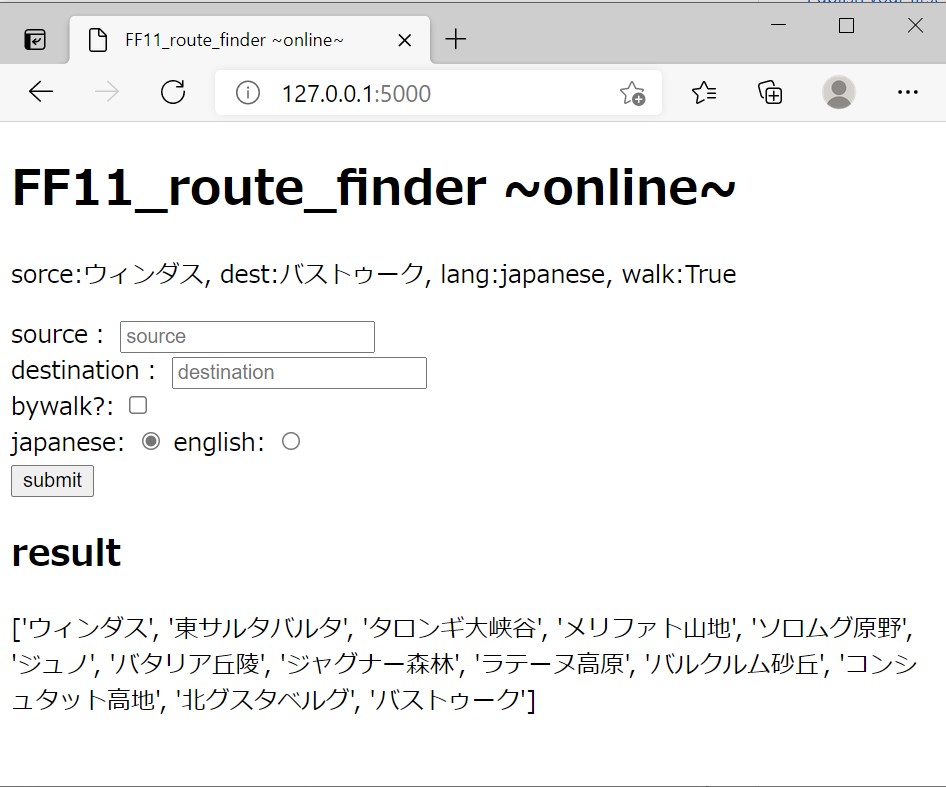 FF11_route_finder ~online~
127.0.0.1:5000
FF11_route_finder ~online~
sorce:ウィンダス, dest:バストゥーク, lang:japanese, walk:True
source : source
destination : destination
bywalk?:
japanese: english:
submit
result
['ウィンダス', '東サルタバルタ', 'タロンギ大峡谷', 'メリファト山地', 'ソロムグ原野',
'ジュノ', 'バタリア丘陵', 'ジャグナー森林', 'ラテーヌ高原', 'バルクルム砂丘', 'コンシ
ュタット高地', '北グスタベルグ', 'バストゥーク']